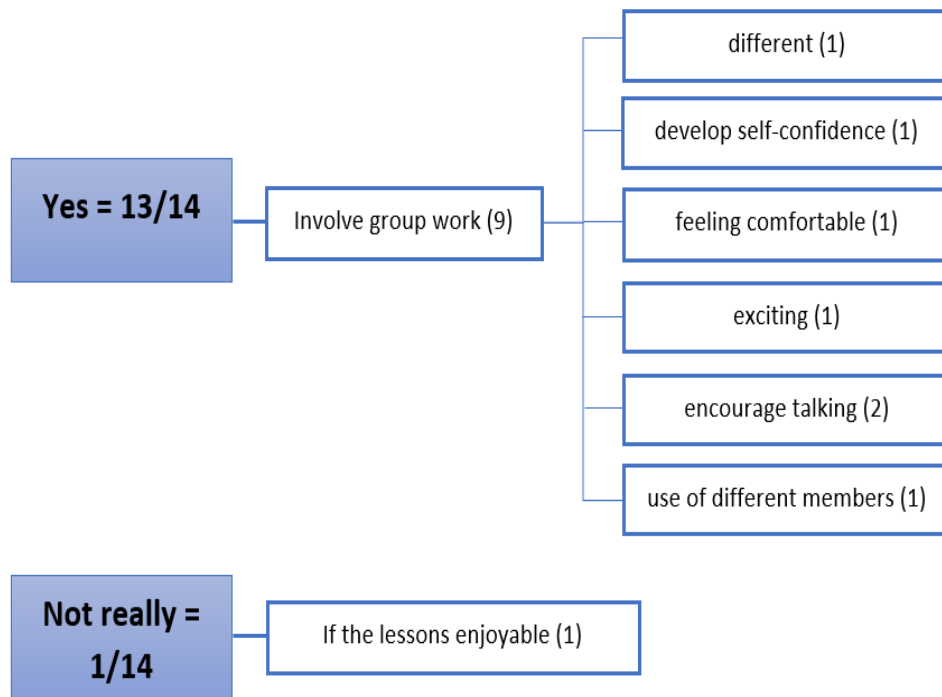 Yes = 13/14
Involve group work (9)
different (1)
develop self-confidence (1)
feeling comfortable (1)
exciting (1)
encourage talking (2)
use of different members (1)
Not really =
1/14
If the lessons enjoyable (1)